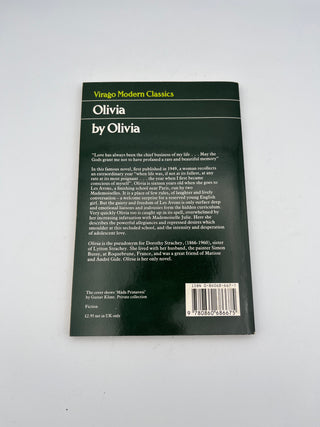 Virago Modern Classics
Olivia
by Olivia
"Love has always been the chief business of my life . . . May the
Gods grant me not to have profaned a rare and beautiful memory"
In this famous novel, first published in 1949, a woman recollects
an extraordinary year "when life was, if not at its fullest, at any
rate at its most poignant . . . the year when I first became
conscious of myself". Olivia is sixteen years old when she goes to
Les Avons, a finishing school near Paris, run by two
Mademoiselles. It is a place of few rules, of laughter and lively
conversation – a welcome surprise for a reserved young English
girl. But the gaiety and freedom of Les Avons is only surface deep
and emotional liaisons and jealousies form the hidden curriculum.
Very quickly Olivia too is caught up in its spell, overwhelmed by
her increasing infatuation with Mademoiselle Julie. Here she
describes the powerful allegiances and repressed desires which
smoulder at this secluded school, and the intensity and desperation
of adolescent love.
Olivia is the pseudonym for Dorothy Strachey, (1866-1960), sister
of Lytton Strachey. She lived with her husband, the painter Simon
Bussy, at Roquebrune, France, and was a great friend of Matisse
and André Gide. Olivia is her only novel.
The cover shows 'Mäda Primavesi'
by Gustav Klimt. Private collection
Fiction
£2.95 net in UK only
ISBN 0-86068-667-7
9 780860 686675